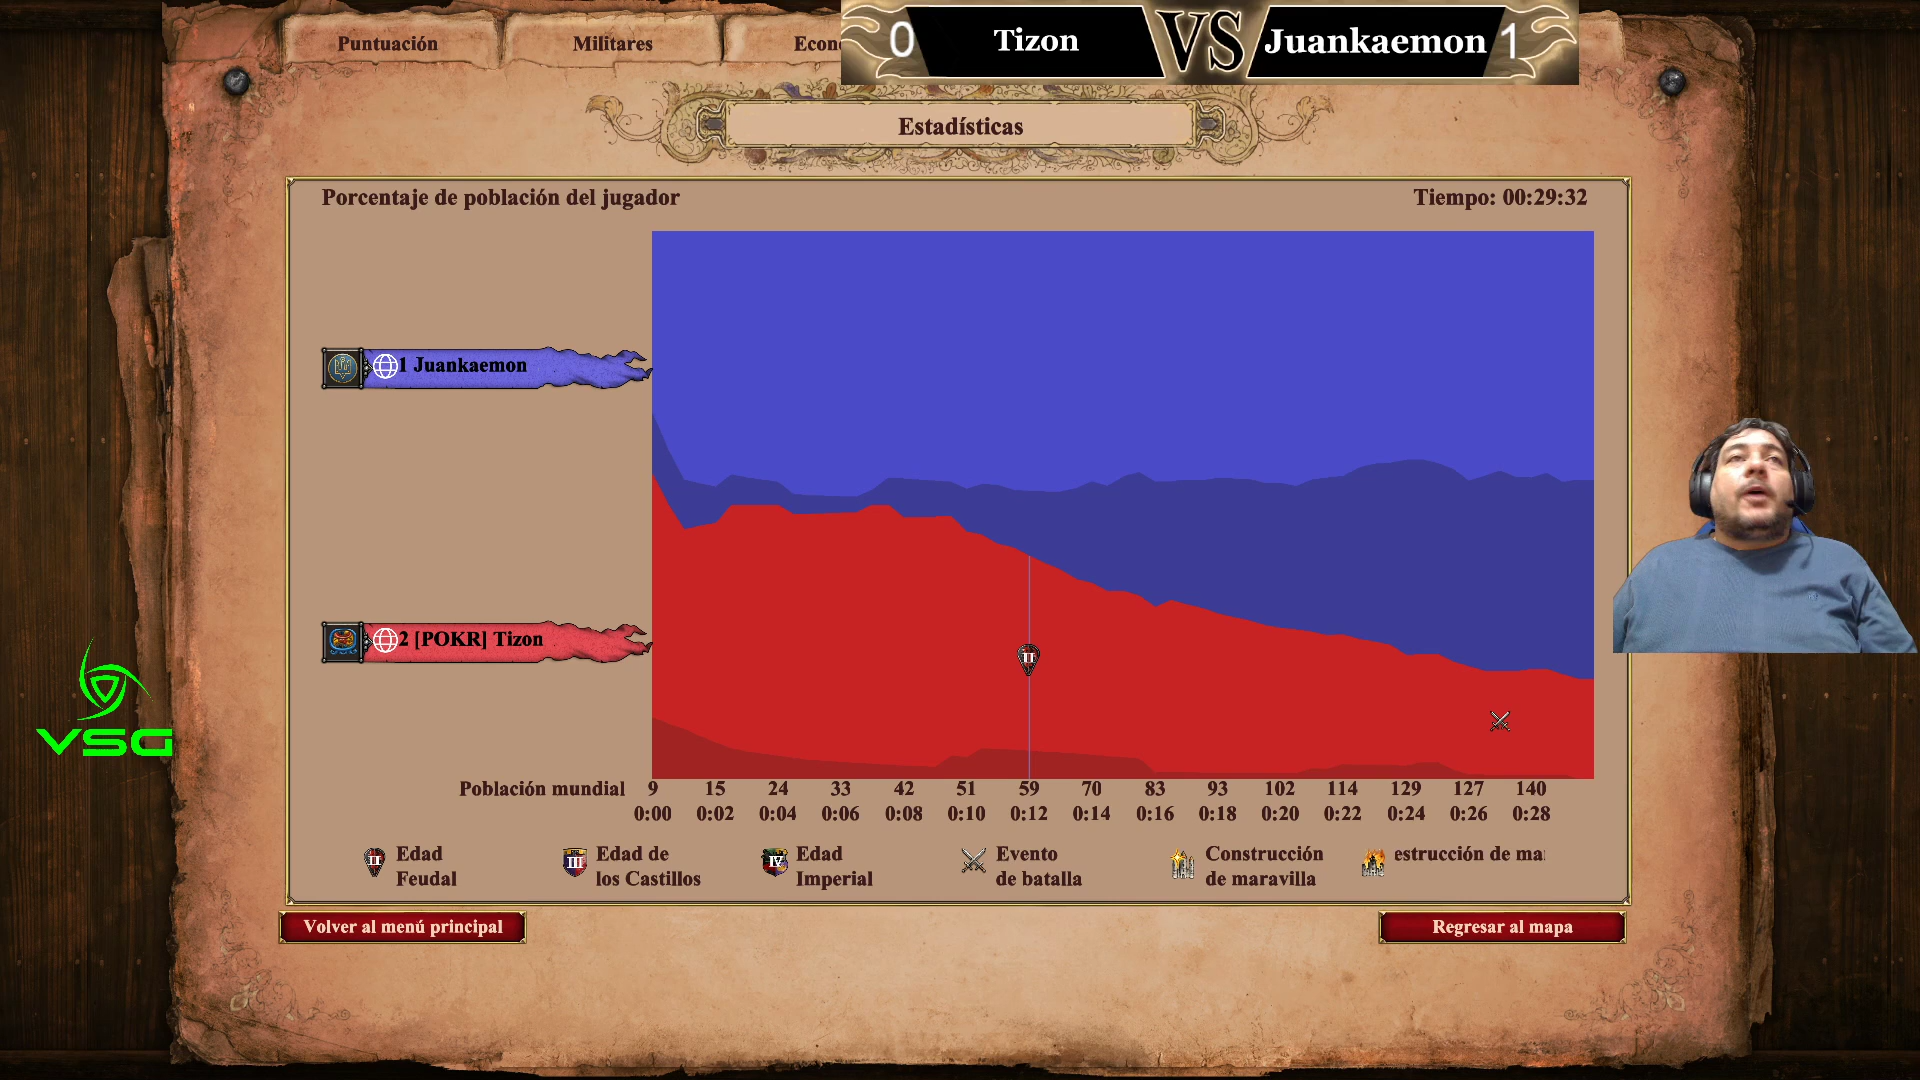 Puntuación
Militares
Econ
0
Tizon
VS
Juankaemon
1
Estadísticas
Porcentaje de población del jugador
Tiempo: 00:29:32
1 Juankaemon
2 [POKR] Tizon
II
VSG
Población mundial
9 15 24 33 42 51 59 70 83 93 102 114 129 127 140
0:00 0:02 0:04 0:06 0:08 0:10 0:12 0:14 0:16 0:18 0:20 0:22 0:24 0:26 0:28
II
Edad
Feudal
III
Edad de
los Castillos
IV
Edad
Imperial
Evento
de batalla
Construcción
de maravilla
estrucción de ma
Volver al menú principal
Regresar al mapa